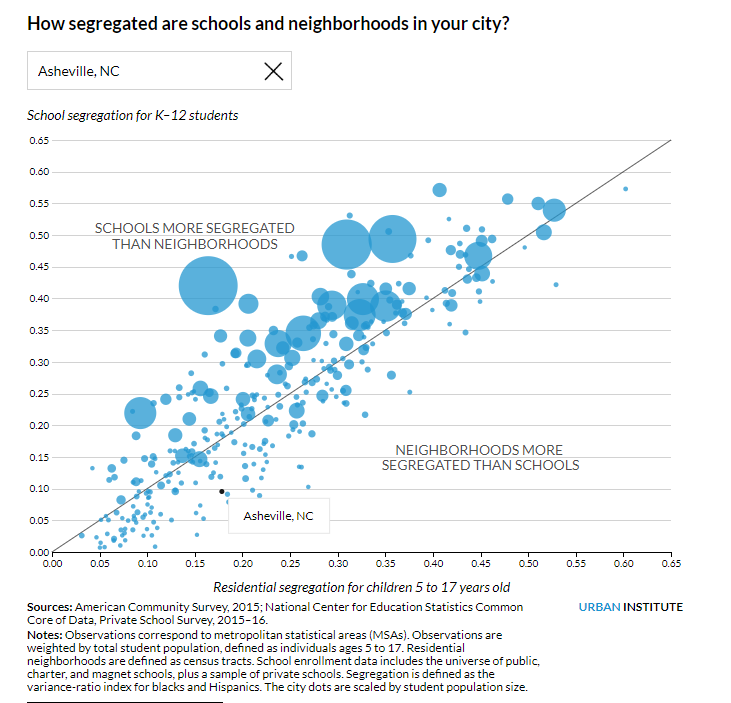 How segregated are schools and neighborhoods in your city?
Asheville, NC
School segregation for K–12 students
0.65
0.60
0.55
0.50
0.45
0.40
0.35
0.30
0.25
0.20
0.15
0.10
0.05
0.00
SCHOOLS MORE SEGREGATED
THAN NEIGHBORHOODS
NEIGHBORHOODS MORE
SEGREGATED THAN SCHOOLS
Asheville, NC
0.00 0.05 0.10 0.15 0.20 0.25 0.30 0.35 0.40 0.45 0.50 0.55 0.60 0.65
Residential segregation for children 5 to 17 years old
Sources: American Community Survey, 2015; National Center for Education Statistics Common
Core of Data, Private School Survey, 2015–16.
URBAN INSTITUTE
Notes: Observations correspond to metropolitan statistical areas (MSAs). Observations are
weighted by total student population, defined as individuals ages 5 to 17. Residential
neighborhoods are defined as census tracts. School enrollment data includes the universe of public,
charter, and magnet schools, plus a sample of private schools. Segregation is defined as the
variance-ratio index for blacks and Hispanics. The city dots are scaled by student population size.